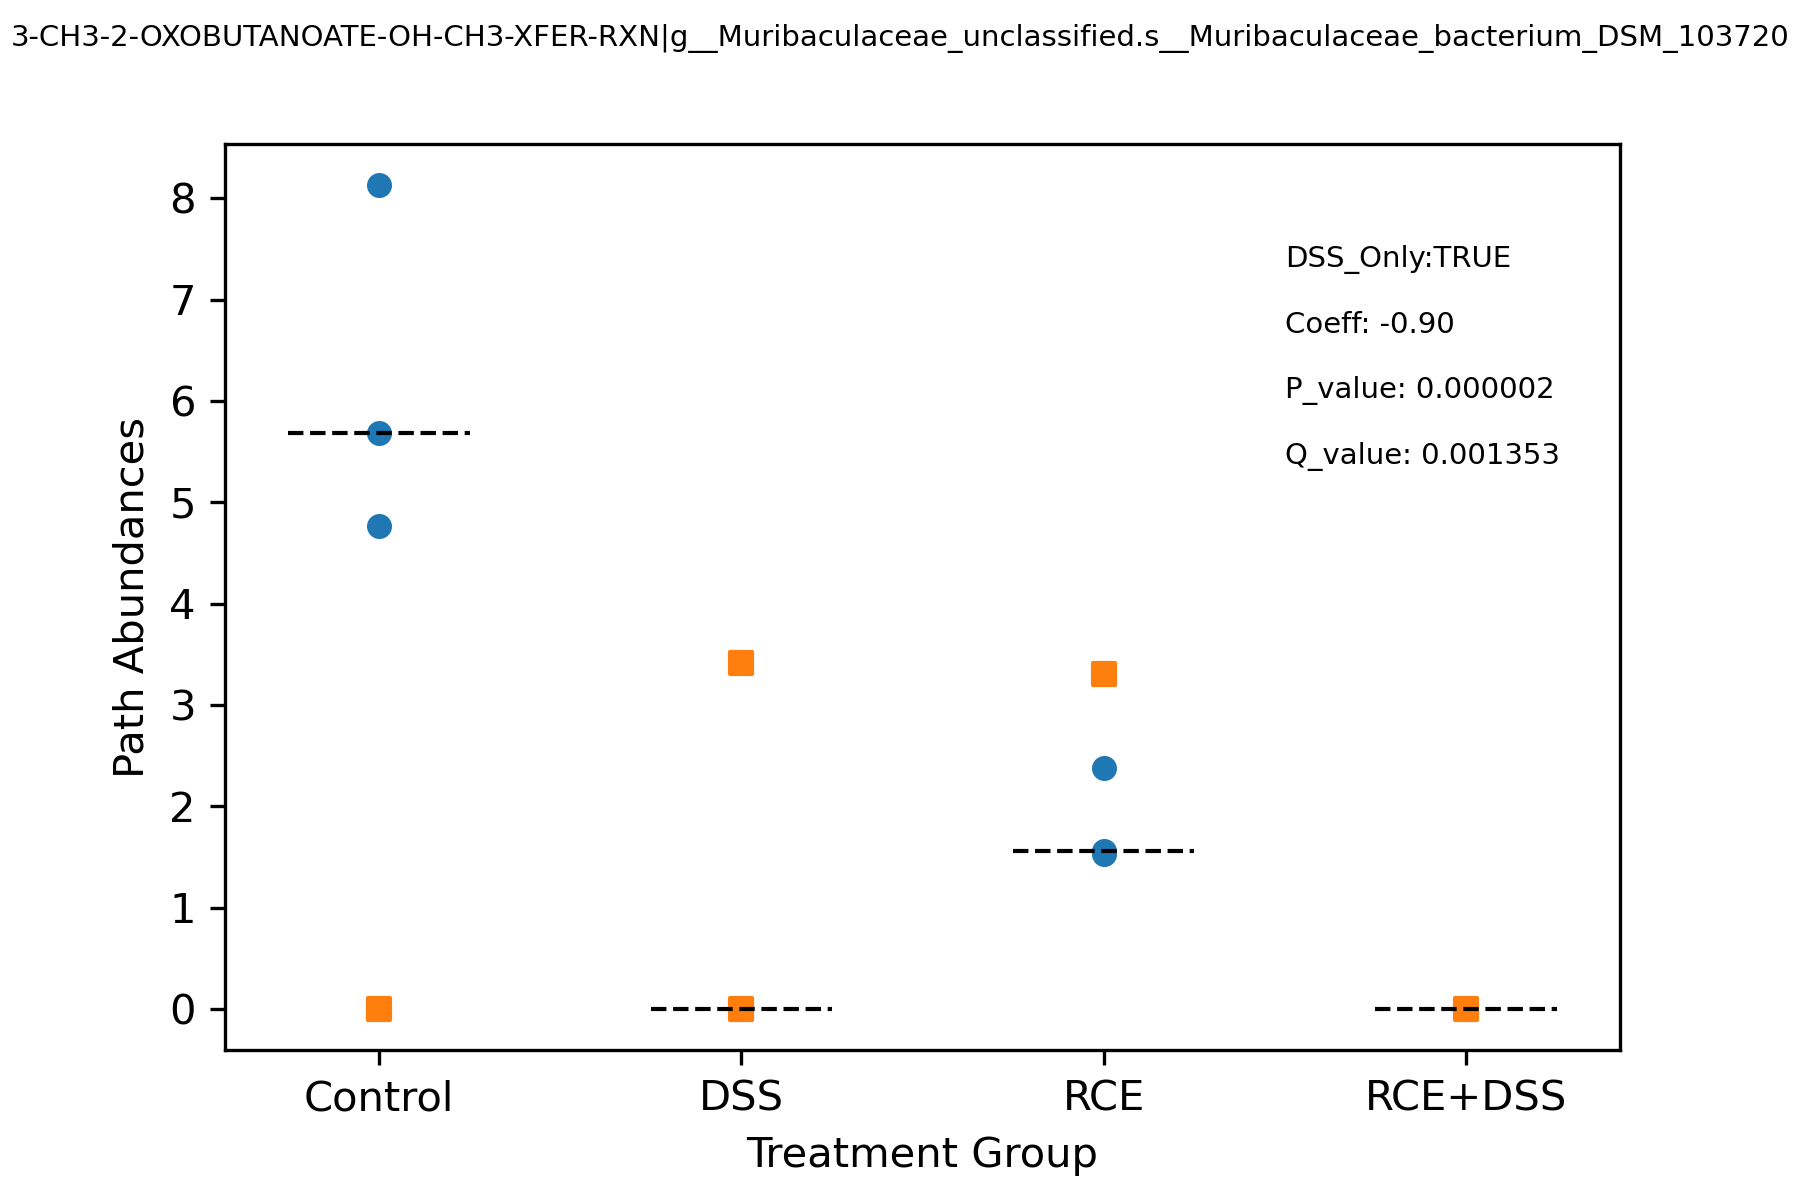 3-CH3-2-OXOBUTANOATE-OH-CH3-XFER-RXN|g__Muribaculaceae_unclassified.s__Muribaculaceae_bacterium_DSM_103720
8
7
6
5
4
3
2
1
0
Path Abundances
DSS_Only:TRUE
Coeff: -0.90
P_value: 0.000002
Q_value: 0.001353
Control DSS RCE RCE+DSS
Treatment Group